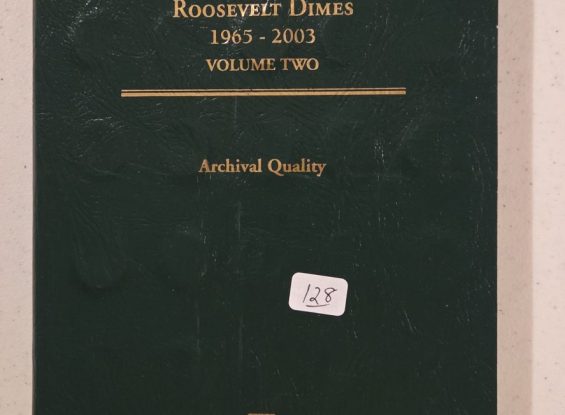 ROOSEVELT DIMES
1965 - 2003
VOLUME TWO
Archival Quality
128